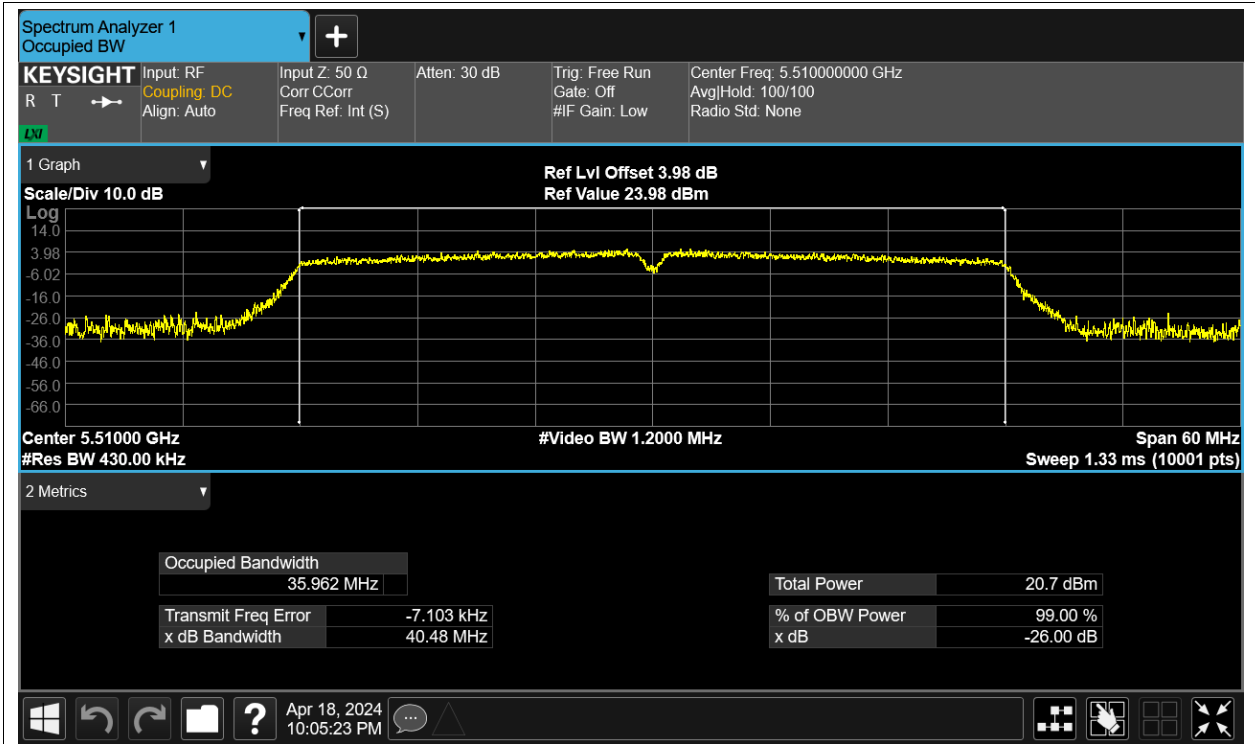 Spectrum Analyzer 1
Occupied BW
KEYSIGHT
R T
LXI
Input: RF
Coupling: DC
Align: Auto
Input Z: 50 Ω
Corr CCorr
Freq Ref: Int (S)
Atten: 30 dB
Trig: Free Run
Gate: Off
#IF Gain: Low
Center Freq: 5.510000000 GHz
Avg|Hold: 100/100
Radio Std: None
1 Graph
Scale/Div 10.0 dB
Ref Lvl Offset 3.98 dB
Ref Value 23.98 dBm
Log
14.0
3.98
-6.02
-16.0
-26.0
-36.0
-46.0
-56.0
-66.0
Center 5.51000 GHz
#Video BW 1.2000 MHz
Span 60 MHz
#Res BW 430.00 kHz
Sweep 1.33 ms (10001 pts)
2 Metrics
Occupied Bandwidth
35.962 MHz
Total Power 20.7 dBm
Transmit Freq Error -7.103 kHz
% of OBW Power 99.00 %
x dB Bandwidth 40.48 MHz
x dB -26.00 dB
?
Apr 18, 2024
10:05:23 PM